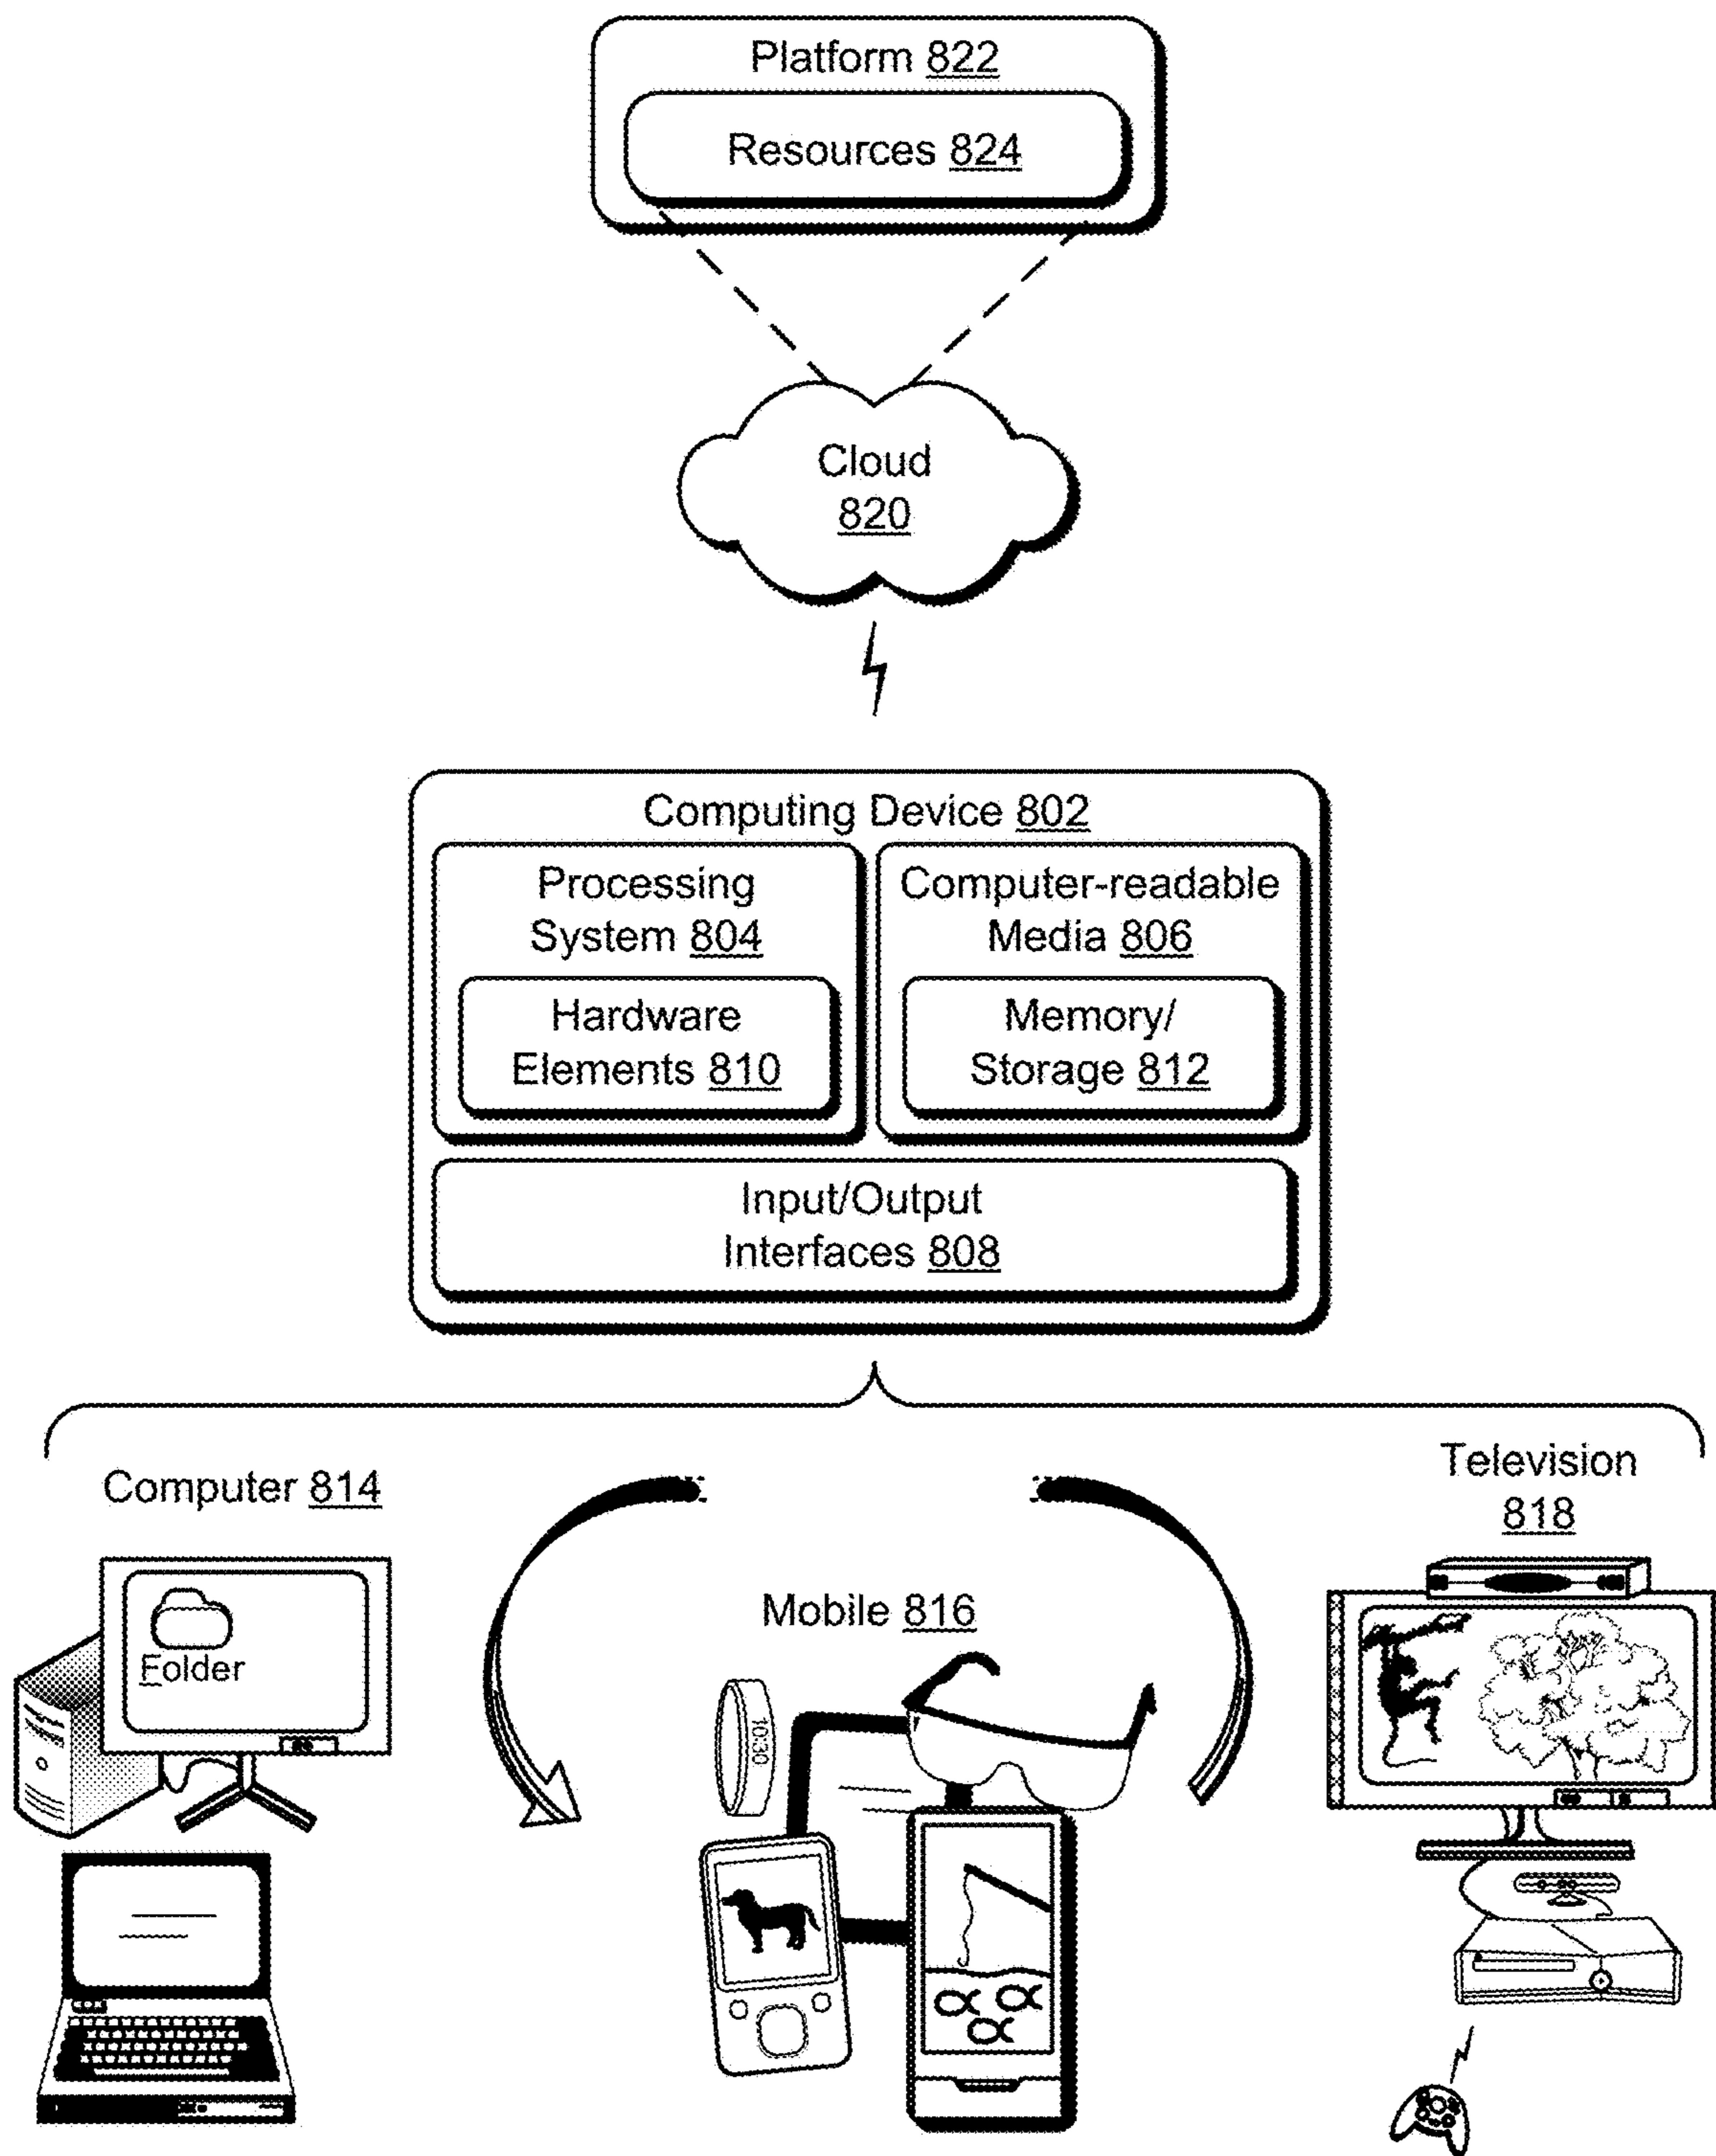 Platform 822
Resources 824
Cloud
820
Computing Device 802
Processing
System 804
Hardware
Elements 810
Computer-readable
Media 806
Memory/
Storage 812
Input/Output
Interfaces 808
Computer 814
Folder
Mobile 816
10:30
Television
818